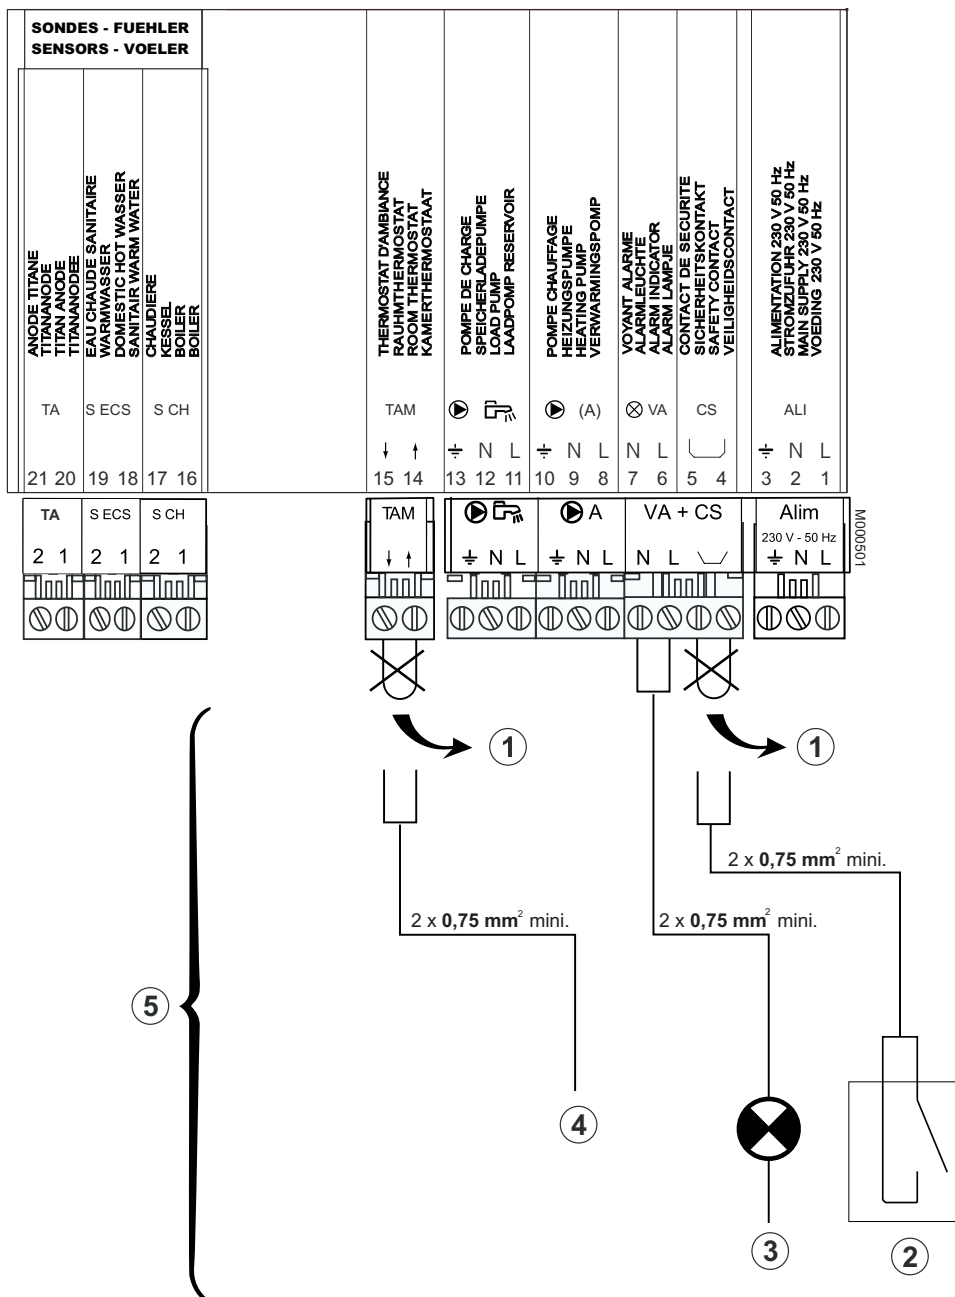 SONDES - FUEHLER
SENSORS - VOELER
ANODE TITANE
TITANANODE
TITAN ANODE
TITANANODEE
EAU CHAUDE SANITAIRE
WARMWASSER
DOMESTIC HOT WASSER
SANITAIR WARM WATER
CHAUDIERE
KESSEL
BOILER
BOILER
THERMOSTAT D'AMBIANCE
RAUHMTHERMOSTAT
ROOM THERMOSTAT
KAMERTHERMOSTAAT
POMPE DE CHARGE
SPEICHERLADEPUMPE
LOAD PUMP
LAADPOMP RESERVOIR
POMPE CHAUFFAGE
HEIZUNGSPUMPE
HEATING PUMP
VERWARMINGSPOMP
VOYANT ALARME
ALARMLEUCHTE
ALARM INDICATOR
ALARM LAMPJE
CONTACT DE SECURITE
SICHERHEITSKONTAKT
SAFETY CONTACT
VEILIGHEIDSCONTACT
ALIMENTATION 230 V 50 Hz
STROMZUFUHR 230 V 50 Hz
MAIN SUPPLY 230 V 50 Hz
VOREDING 230 V 50 Hz
TA S ECS S CH TAM (A) VA CS ALI
N L N L N L N L
21 20 19 18 17 16 15 14 13 12 11 10 9 8 7 6 5 4 3 2 1
TA S ECS S CH TAM A VA + CS Alim
230 V - 50 Hz
2 1 2 1 2 1 N L N L N L N L
M000501
1 1
2 x 0,75 mm² mini.
2 x 0,75 mm² mini. 2 x 0,75 mm² mini.
5
4
3
2